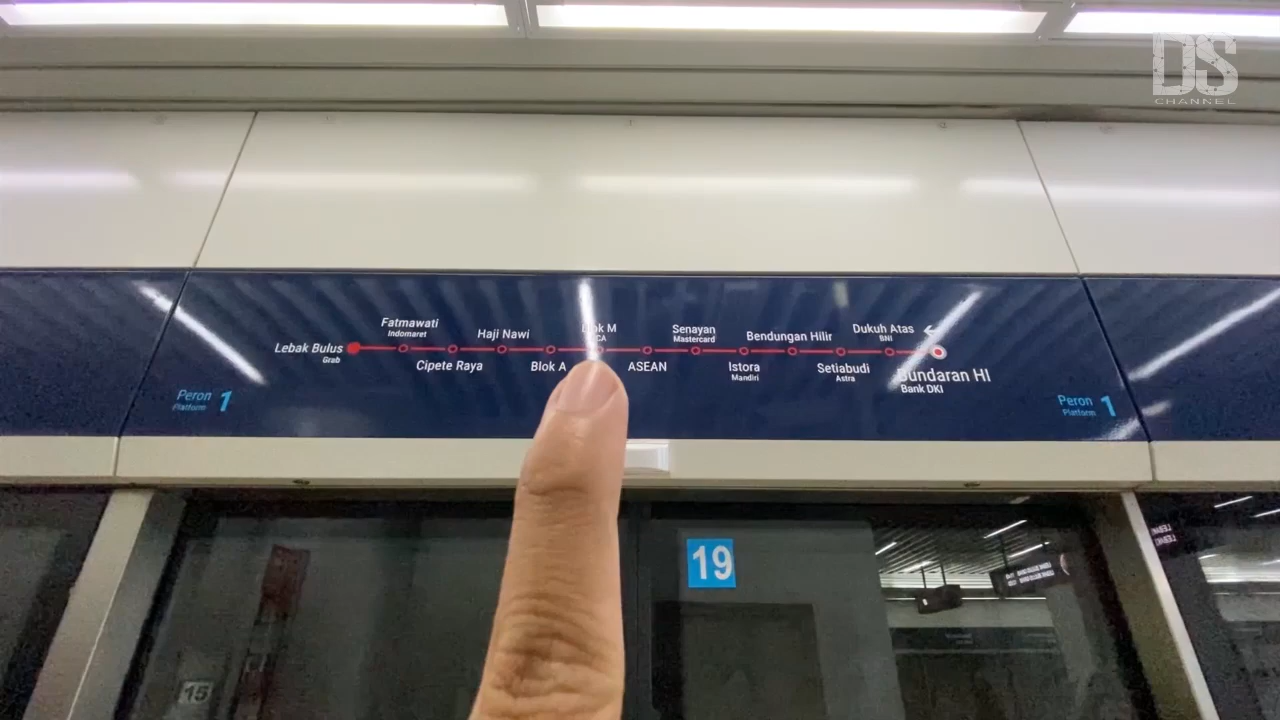 DS
CHANNEL
Lebak Bulus
Grab
Fatmawati
Indomaret
Cipete Raya
Haji Nawi
Blok A
M
ASEAN
Senayan
Mastercard
Istora
Mandiri
Bendungan Hilir
Setiabudi
Astra
Dukuh Atas
BNI
Bundaran HI
Bank DKI
Peron 1
Platform
Peron 1
Platform
19
15